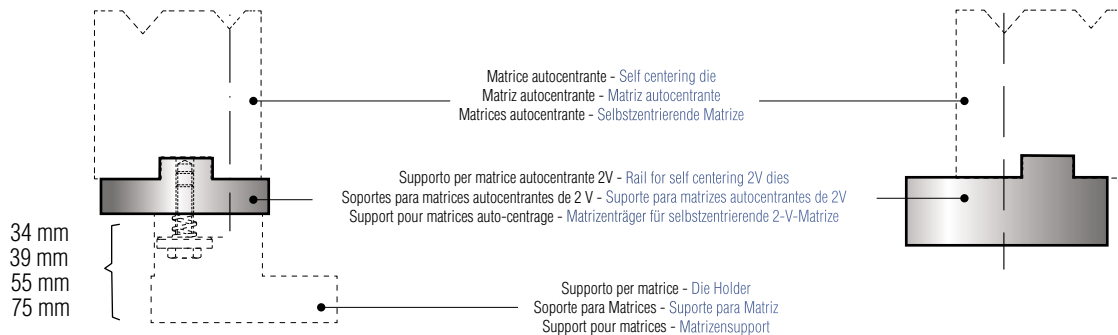 Matrice autocentrante - Self centering die
Matriz autocentrante - Matriz autocentrante
Matrices autocentrante - Selbstzentrierende Matrize
Supporto per matrice autocentrante 2V - Rail for self centering 2V dies
Soportes para matrices autocentrantes de 2 V - Suporte para matrizes autocentrantes de 2V
Support pour matrices auto-centrage - Matrizenträger für selbstzentrierende 2-V-Matrize
34 mm
39 mm
55 mm
75 mm
Supporto per matrice - Die Holder
Soporte para Matrices - Suporte para Matriz
Support pour matrices - Matrizensupport